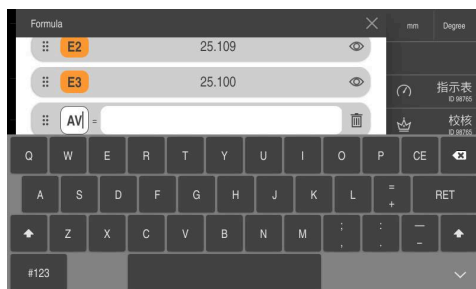 Formula
mm Degree
E2 25.109
E3 25.100
指示表
ID 98765
AV =
校核
ID 98765
Q W E R T Y U I O P CE
A S D F G H J K L = + RET
Z X C V B N M ; , : . — -
#123